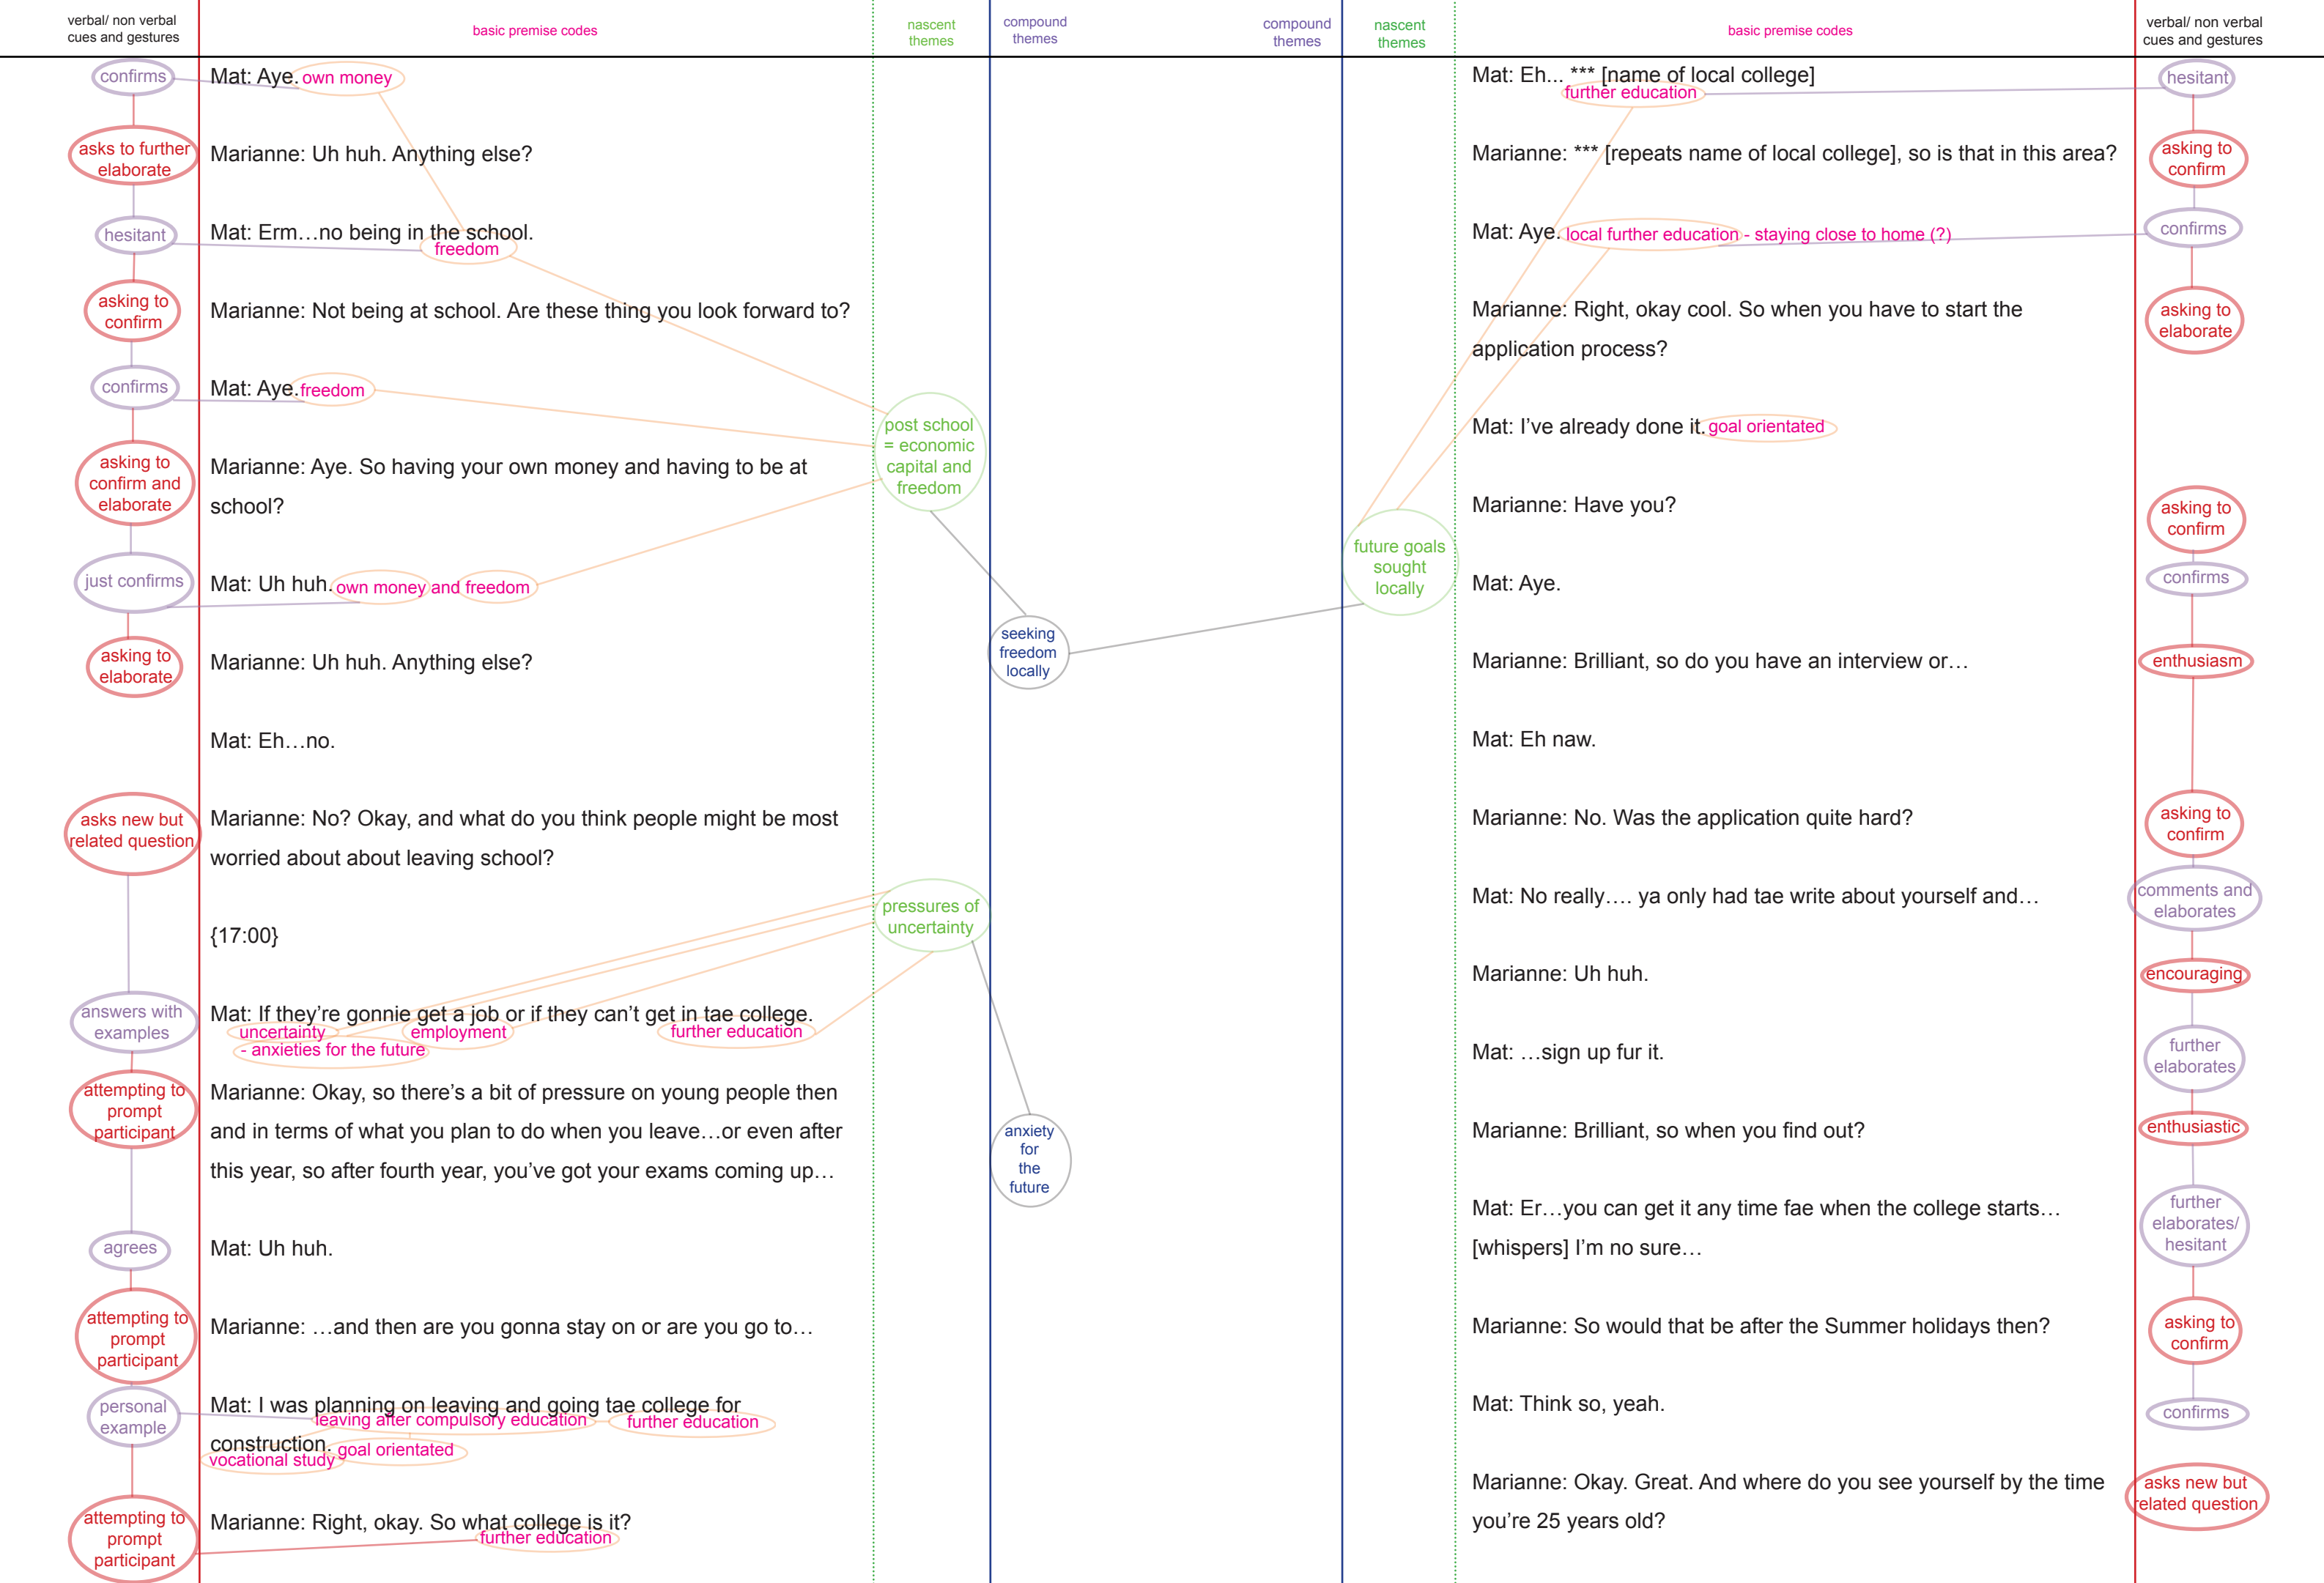 verbal/ non verbal
cues and gestures
basic premise codes
nascent
themes
compound
themes
confirms
Mat: Aye. own money
asks to further
elaborate
Marianne: Uh huh. Anything else?
hesitant
Mat: Erm…no being in the school.
freedom
asking to
confirm
Marianne: Not being at school. Are these thing you look forward to?
confirms
Mat: Aye. freedom
asking to
confirm and
elaborate
Marianne: Aye. So having your own money and having to be at
school?
just confirms
Mat: Uh huh. own money and freedom
asking to
elaborate
Marianne: Uh huh. Anything else?
Mat: Eh…no.
asks new but
related question
Marianne: No? Okay, and what do you think people might be most
worried about about leaving school?
{17:00}
answers with
examples
Mat: If they're gonnie get a job or if they can't get in tae college.
uncertainty employment further education
- anxieties for the future
attempting to
prompt
participant
Marianne: Okay, so there's a bit of pressure on young people then
and in terms of what you plan to do when you leave…or even after
this year, so after fourth year, you've got your exams coming up…
agrees
Mat: Uh huh.
attempting to
prompt
participant
Marianne: …and then are you gonna stay on or are you go to…
personal
example
Mat: I was planning on leaving and going tae college for
leaving after compulsory education further education
construction. goal orientated
vocational study
attempting to
prompt
participant
Marianne: Right, okay. So what college is it?
further education
post school
= economic
capital and
freedom
pressures of
uncertainty
seeking
freedom
locally
anxiety
for
the
future
compound
themes
nascent
themes
basic premise codes
verbal/ non verbal
cues and gestures
future goals
sought
locally
Mat: Eh... *** [name of local college]
further education
hesitant
Marianne: *** [repeats name of local college], so is that in this area?
asking to
confirm
Mat: Aye. local further education - staying close to home (?)
confirms
Marianne: Right, okay cool. So when you have to start the
application process?
asking to
elaborate
Mat: I've already done it. goal orientated
Marianne: Have you?
asking to
confirm
Mat: Aye.
confirms
Marianne: Brilliant, so do you have an interview or…
enthusiasm
Mat: Eh naw.
Marianne: No. Was the application quite hard?
asking to
confirm
Mat: No really…. ya only had tae write about yourself and…
comments and
elaborates
Marianne: Uh huh.
encouraging
Mat: …sign up fur it.
further
elaborates
Marianne: Brilliant, so when you find out?
enthusiastic
Mat: Er…you can get it any time fae when the college starts…
[whispers] I'm no sure…
further
elaborates/
hesitant
Marianne: So would that be after the Summer holidays then?
asking to
confirm
Mat: Think so, yeah.
confirms
Marianne: Okay. Great. And where do you see yourself by the time
you're 25 years old?
asks new but
related question